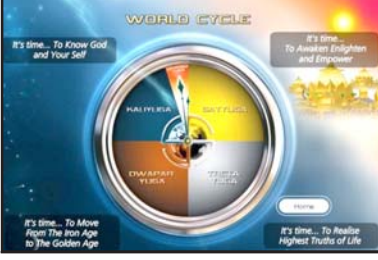 WORLD CYCLE
It's time... To Know God
and Your Self
It's time...
To Awaken Enlighten
and Empower
KALIYUGA
SATYUGA
DWAPAR
YUGA
TRETA
YUGA
Home
It's time... To Move
From The Iron Age
to The Golden Age
It's time... To Realise
Highest Truths of Life